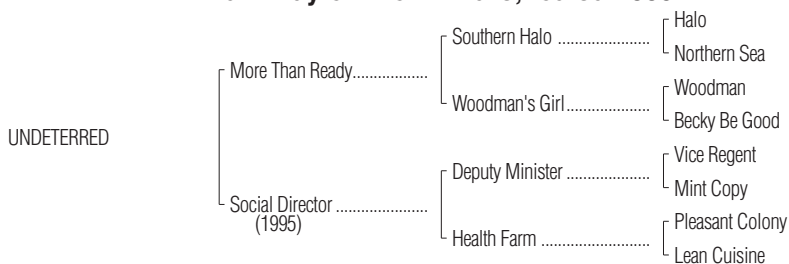 Halo
Southern Halo ......................
Northern Sea
More Than Ready..................
Woodman
Woodman's Girl....................
Becky Be Good
UNDETERRED
Vice Regent
Deputy Minister ....................
Mint Copy
Social Director ......................
(1995)
Pleasant Colony
Health Farm ..........................
Lean Cuisine